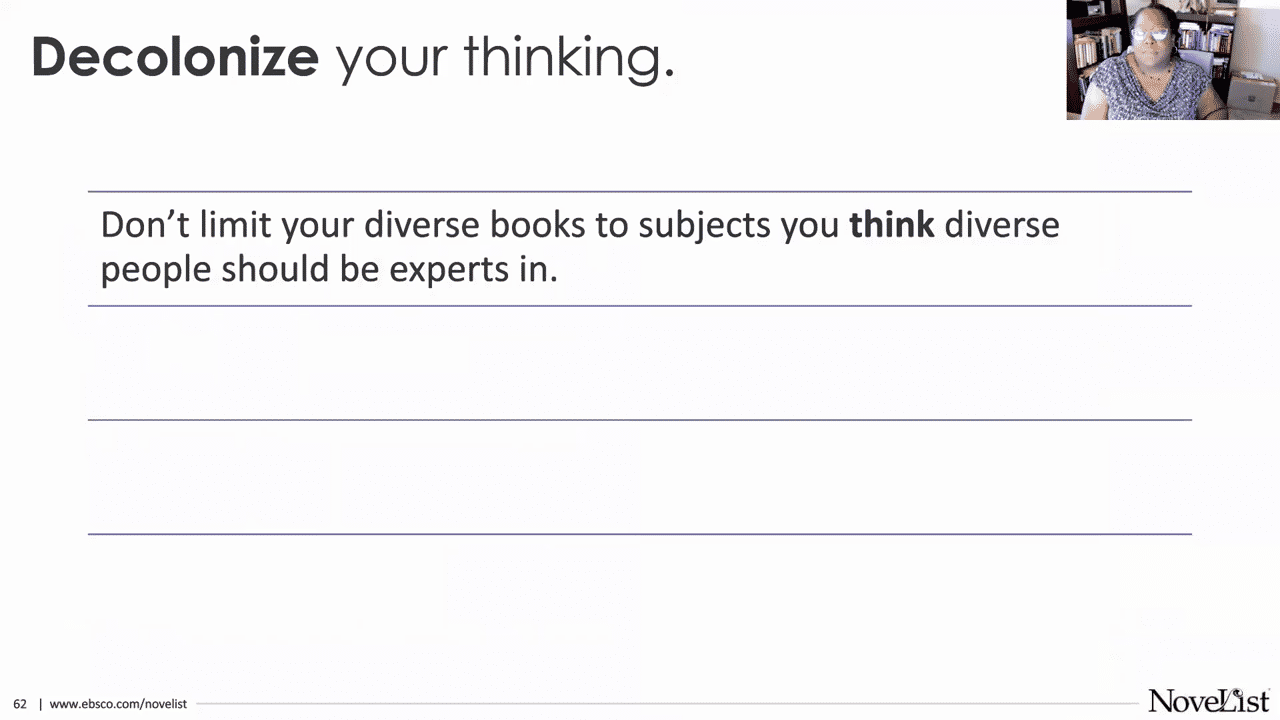 Decolonize your thinking.
Don’t limit your diverse books to subjects you think diverse
people should be experts in.
62 | www.ebsco.com/novelist
NoveList